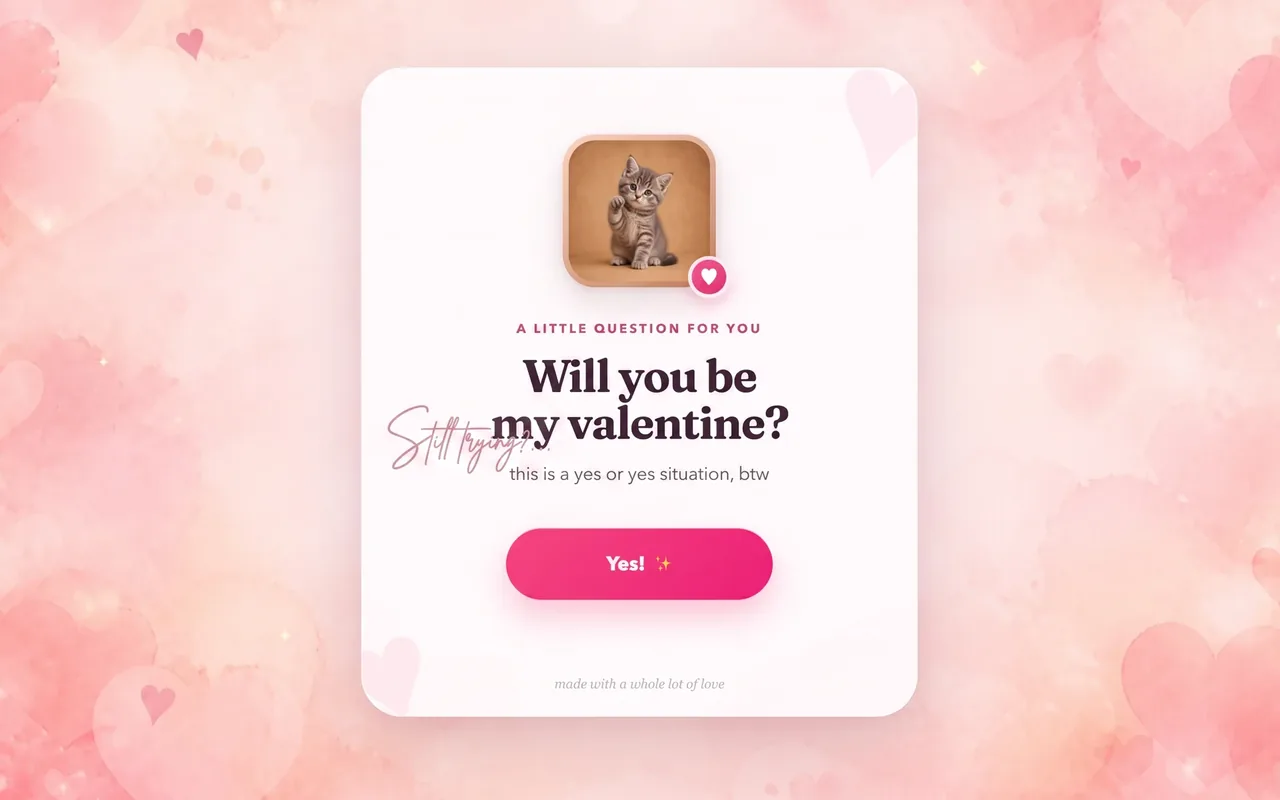 A LITTLE QUESTION FOR YOU
Will you be
my valentine?
Still trying?...
this is a yes or yes situation, btw
Yes! ✨
made with a whole lot of love